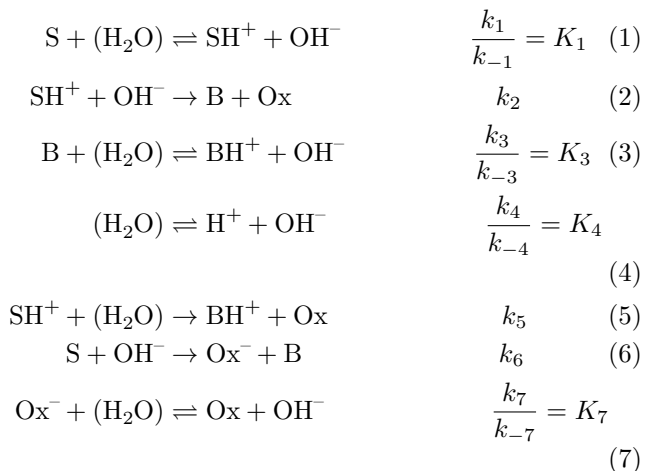 S + (H₂O) ⇌ SH⁺ + OH⁻ k₁/k₋₁ = K₁ (1)
SH⁺ + OH⁻ → B + Ox k₂ (2)
B + (H₂O) ⇌ BH⁺ + OH⁻ k₃/k₋₃ = K₃ (3)
(H₂O) ⇌ H⁺ + OH⁻ k₄/k₋₄ = K₄
(4)
SH⁺ + (H₂O) → BH⁺ + Ox k₅ (5)
S + OH⁻ → Ox⁻ + B k₆ (6)
Ox⁻ + (H₂O) ⇌ Ox + OH⁻ k₇/k₋₇ = K₇
(7)